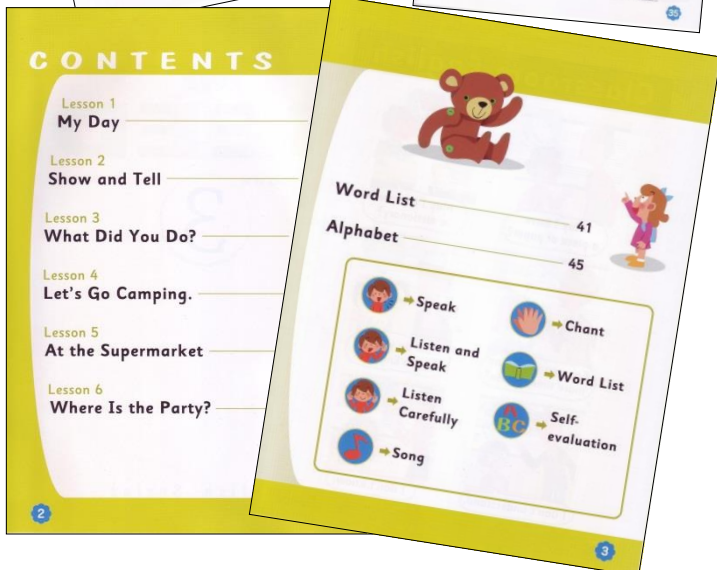 35
CONTENTS
Lesson 1
My Day
Lesson 2
Show and Tell
Lesson 3
What Did You Do?
Lesson 4
Let's Go Camping.
Lesson 5
At the Supermarket
Lesson 6
Where Is the Party?
2
Word List 41
Alphabet 45
Speak
Listen and
Speak
Listen
Carefully
Song
Chant
Word List
ABC
Self-
evaluation
3